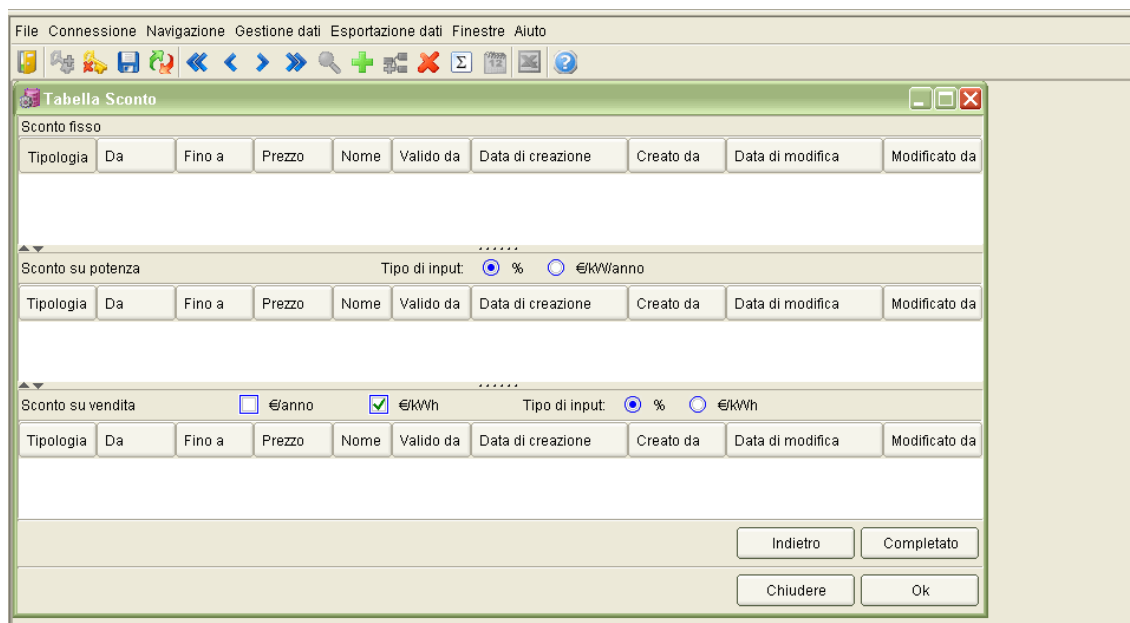 File Connessione Navigazione Gestione dati Esportazione dati Finestre Aiuto
12
Tabella Sconto
Sconto fisso
Tipologia Da Fino a Prezzo Nome Valido da Data di creazione Creato da Data di modifica Modificato da
Sconto su potenza Tipo di input: % €/kW/anno
Tipologia Da Fino a Prezzo Nome Valido da Data di creazione Creato da Data di modifica Modificato da
Sconto su vendita €/anno €/kWh Tipo di input: % €/kWh
Tipologia Da Fino a Prezzo Nome Valido da Data di creazione Creato da Data di modifica Modificato da
Indietro Completato
Chiudere Ok